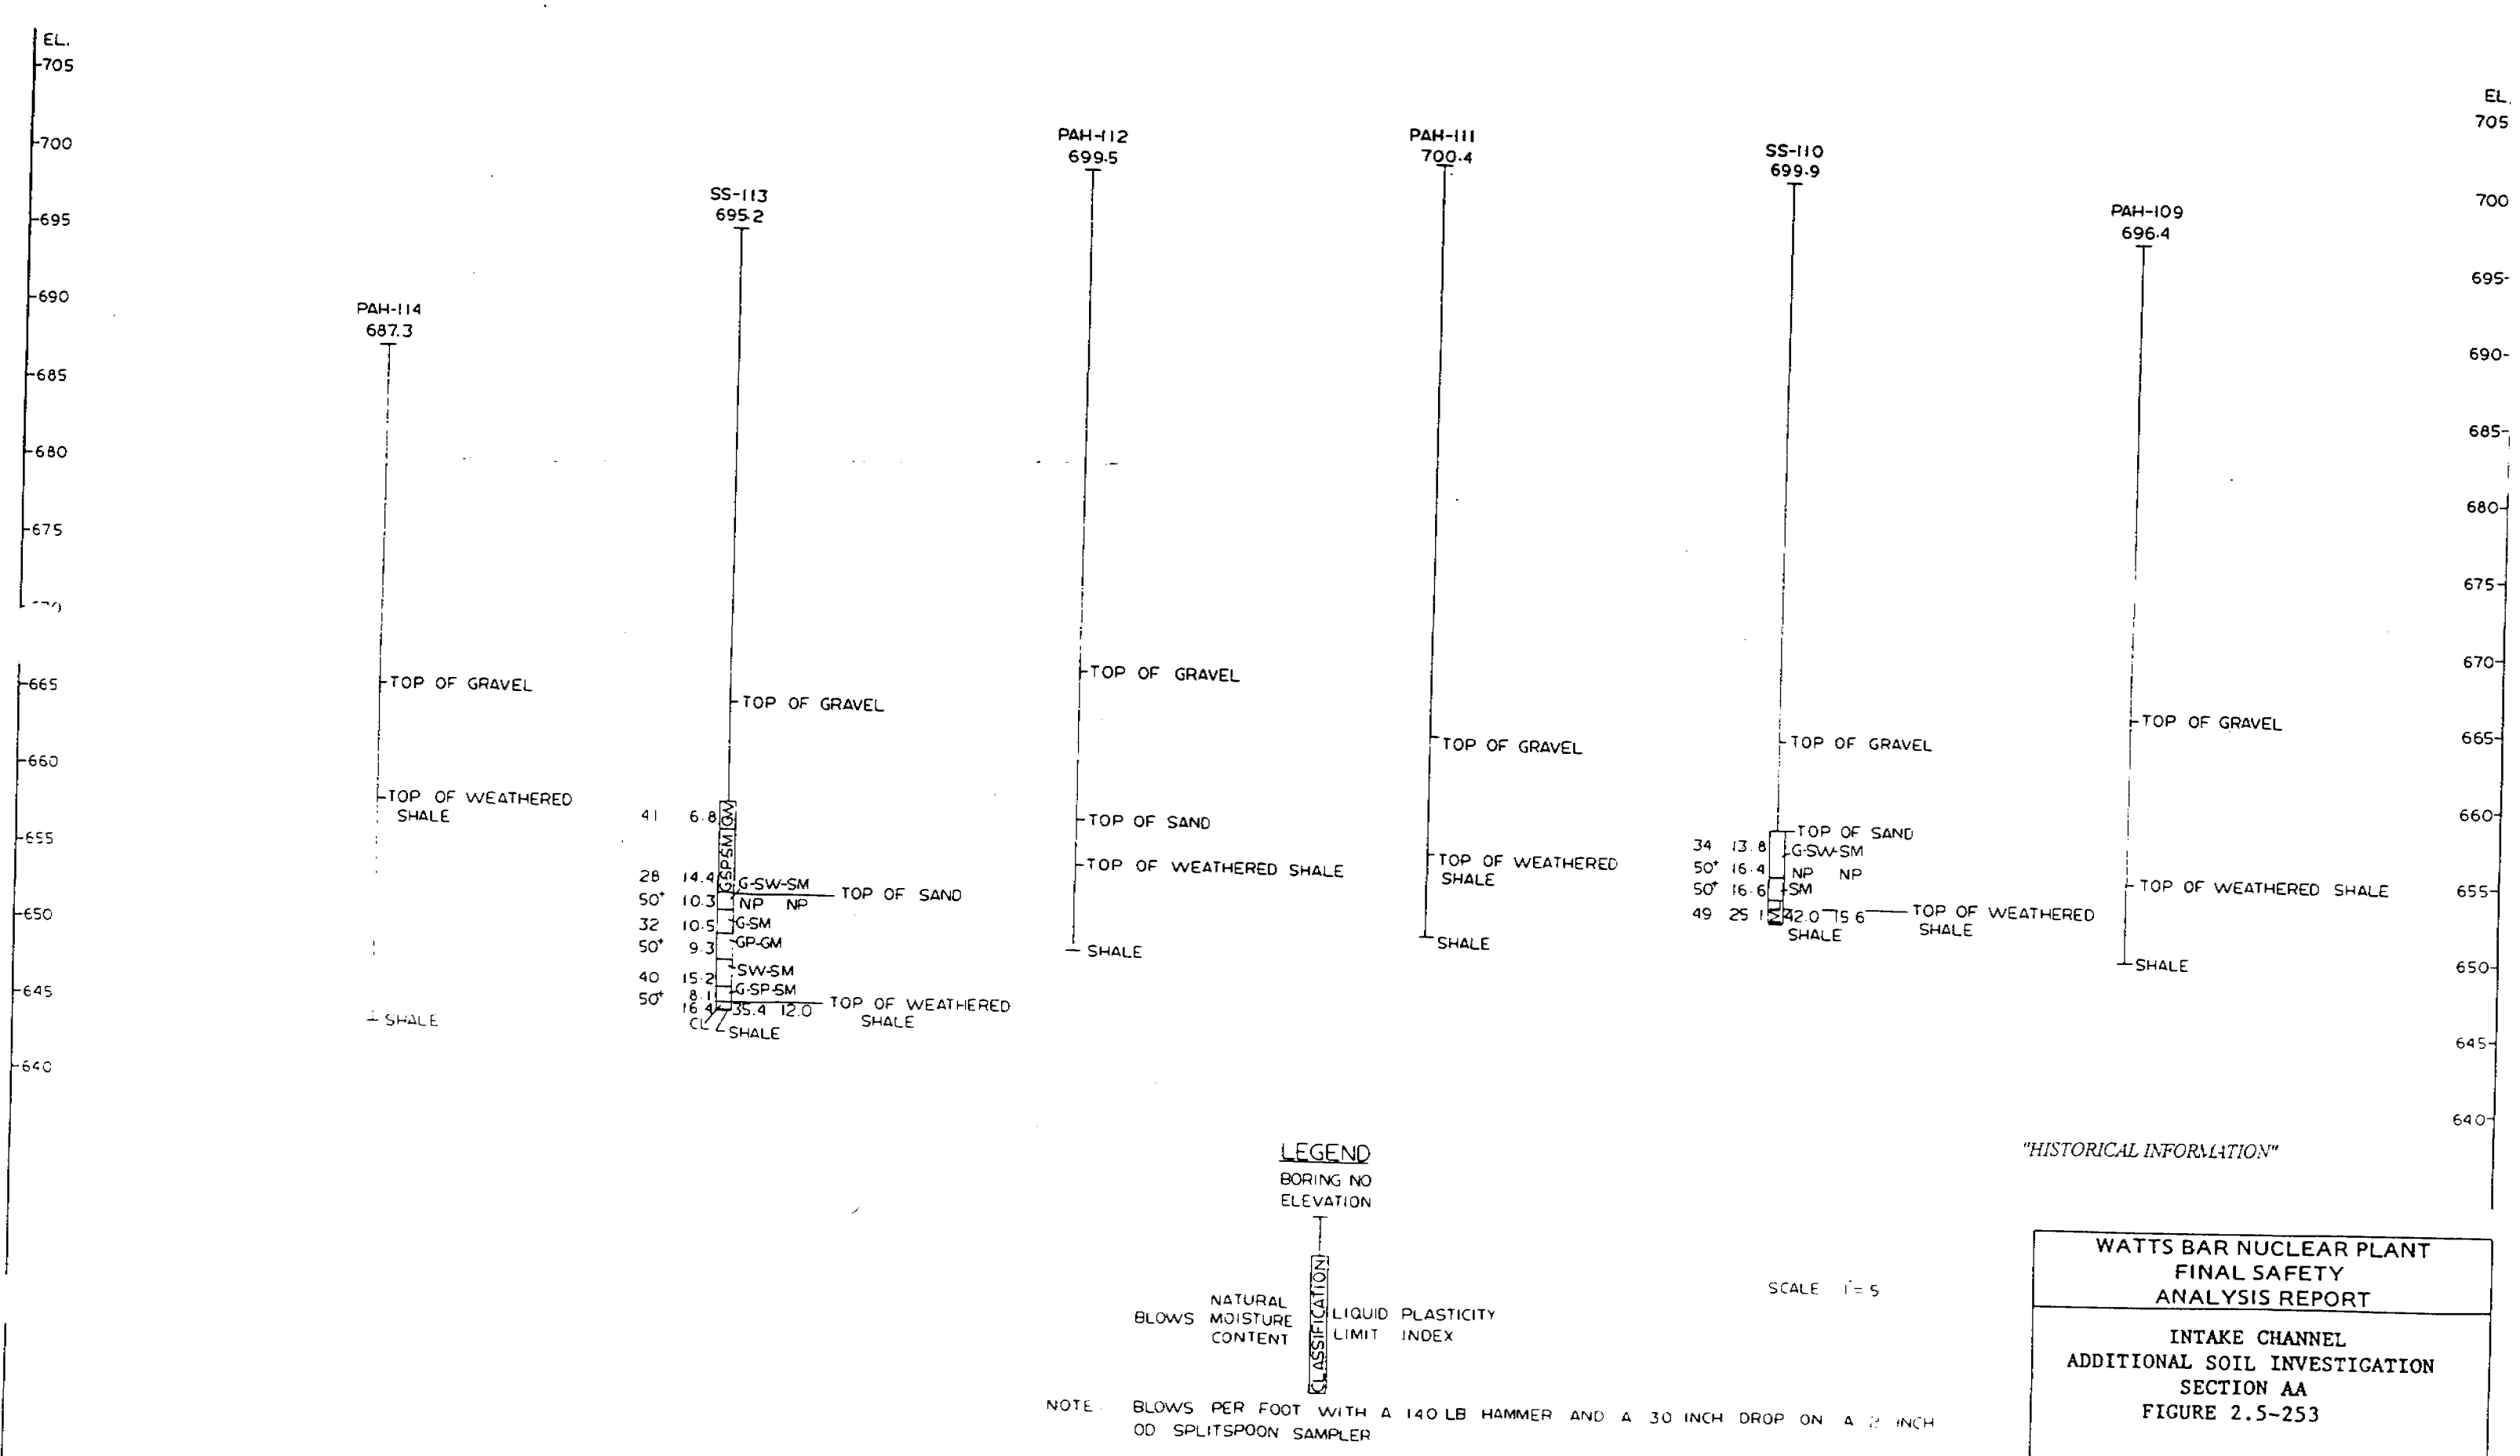 EL.
705
700
695
690
685
680
675
665
660
655
650
645
640
PAH-114
687.3
TOP OF GRAVEL
TOP OF WEATHERED
SHALE
SHALE
SS-113
695.2
TOP OF GRAVEL
41 6.8 GW
G-SP-SM
28 14.4 G-SW-SM
TOP OF SAND
50+ 10.3 NP NP
32 10.5 G-SM
50+ 9.3 GP-GM
SW-SM
40 15.2
50+ 8.1 G-SP-SM
16.4 35.4 12.0 TOP OF WEATHERED
SHALE
CL SHALE
PAH-112
699.5
TOP OF GRAVEL
TOP OF SAND
TOP OF WEATHERED SHALE
SHALE
PAH-111
700.4
TOP OF GRAVEL
TOP OF WEATHERED
SHALE
SHALE
SS-110
699.9
TOP OF GRAVEL
TOP OF SAND
34 13.8 G-SW-SM
50+ 16.4 NP NP
50+ 16.6 SM
49 25.1 42.0 15.6 TOP OF WEATHERED
SHALE
SHALE
PAH-109
696.4
TOP OF GRAVEL
TOP OF WEATHERED SHALE
SHALE
EL.
705
700
695
690
685
680
675
670
665
660
655
650
645
640
"HISTORICAL INFORMATION"
LEGEND
BORING NO
ELEVATION
NATURAL
BLOWS MOISTURE
CONTENT
CLASSIFICATION
LIQUID PLASTICITY
LIMIT INDEX
SCALE 1"=5
NOTE: BLOWS PER FOOT WITH A 140 LB HAMMER AND A 30 INCH DROP ON A 2 INCH
OD SPLITSPOON SAMPLER
WATTS BAR NUCLEAR PLANT
FINAL SAFETY
ANALYSIS REPORT
INTAKE CHANNEL
ADDITIONAL SOIL INVESTIGATION
SECTION AA
FIGURE 2.5-253